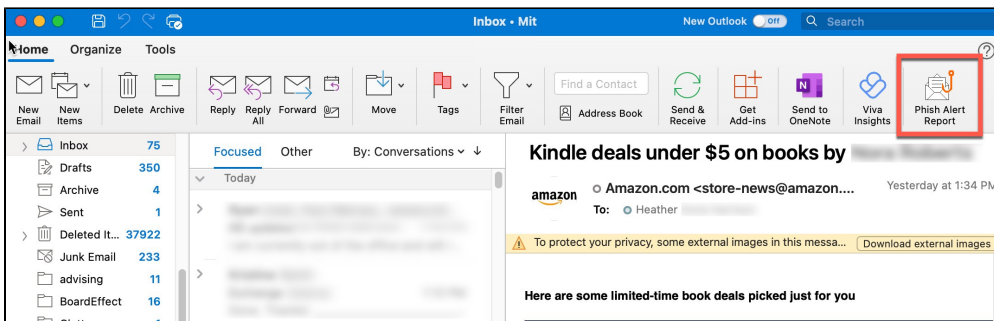 Inbox • Mit
New Outlook Off
Search
Home Organize Tools
New Email
New Items
Delete
Archive
Reply
Reply All
Forward
Move
Tags
Filter Email
Find a Contact
Address Book
Send & Receive
Get Add-ins
N
Send to OneNote
Viva Insights
Phish Alert Report
Inbox 75
Drafts 350
Archive 4
Sent 1
Deleted It... 37922
Junk Email 233
advising 11
BoardEffect 16
Focused Other By: Conversations
Today
Kindle deals under $5 on books by
amazon
Amazon.com <store-news@amazon....
Yesterday at 1:34 PM
To: Heather
To protect your privacy, some external images in this messa...
Download external images
Here are some limited-time book deals picked just for you